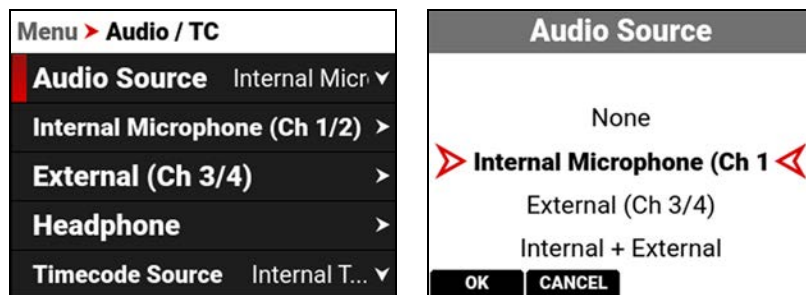 Menu > Audio / TC
Audio Source Internal Micr
Internal Microphone (Ch 1/2) >
External (Ch 3/4) >
Headphone >
Timecode Source Internal T...
Audio Source
None
Internal Microphone (Ch 1
External (Ch 3/4)
Internal + External
OK CANCEL